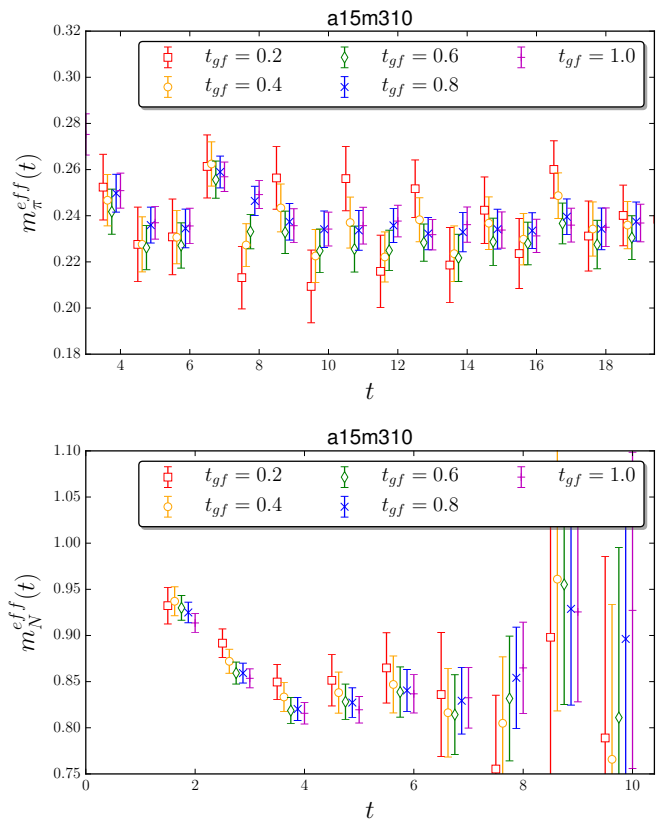 a15m310
0.32
0.30
0.28
0.26
0.24
0.22
0.20
0.18
m_π^{eff}(t)
t_{gf} = 0.2
t_{gf} = 0.4
t_{gf} = 0.6
t_{gf} = 0.8
t_{gf} = 1.0
4 6 8 10 12 14 16 18
t
a15m310
1.10
1.05
1.00
0.95
0.90
0.85
0.80
0.75
m_N^{eff}(t)
t_{gf} = 0.2
t_{gf} = 0.4
t_{gf} = 0.6
t_{gf} = 0.8
t_{gf} = 1.0
0 2 4 6 8 10
t